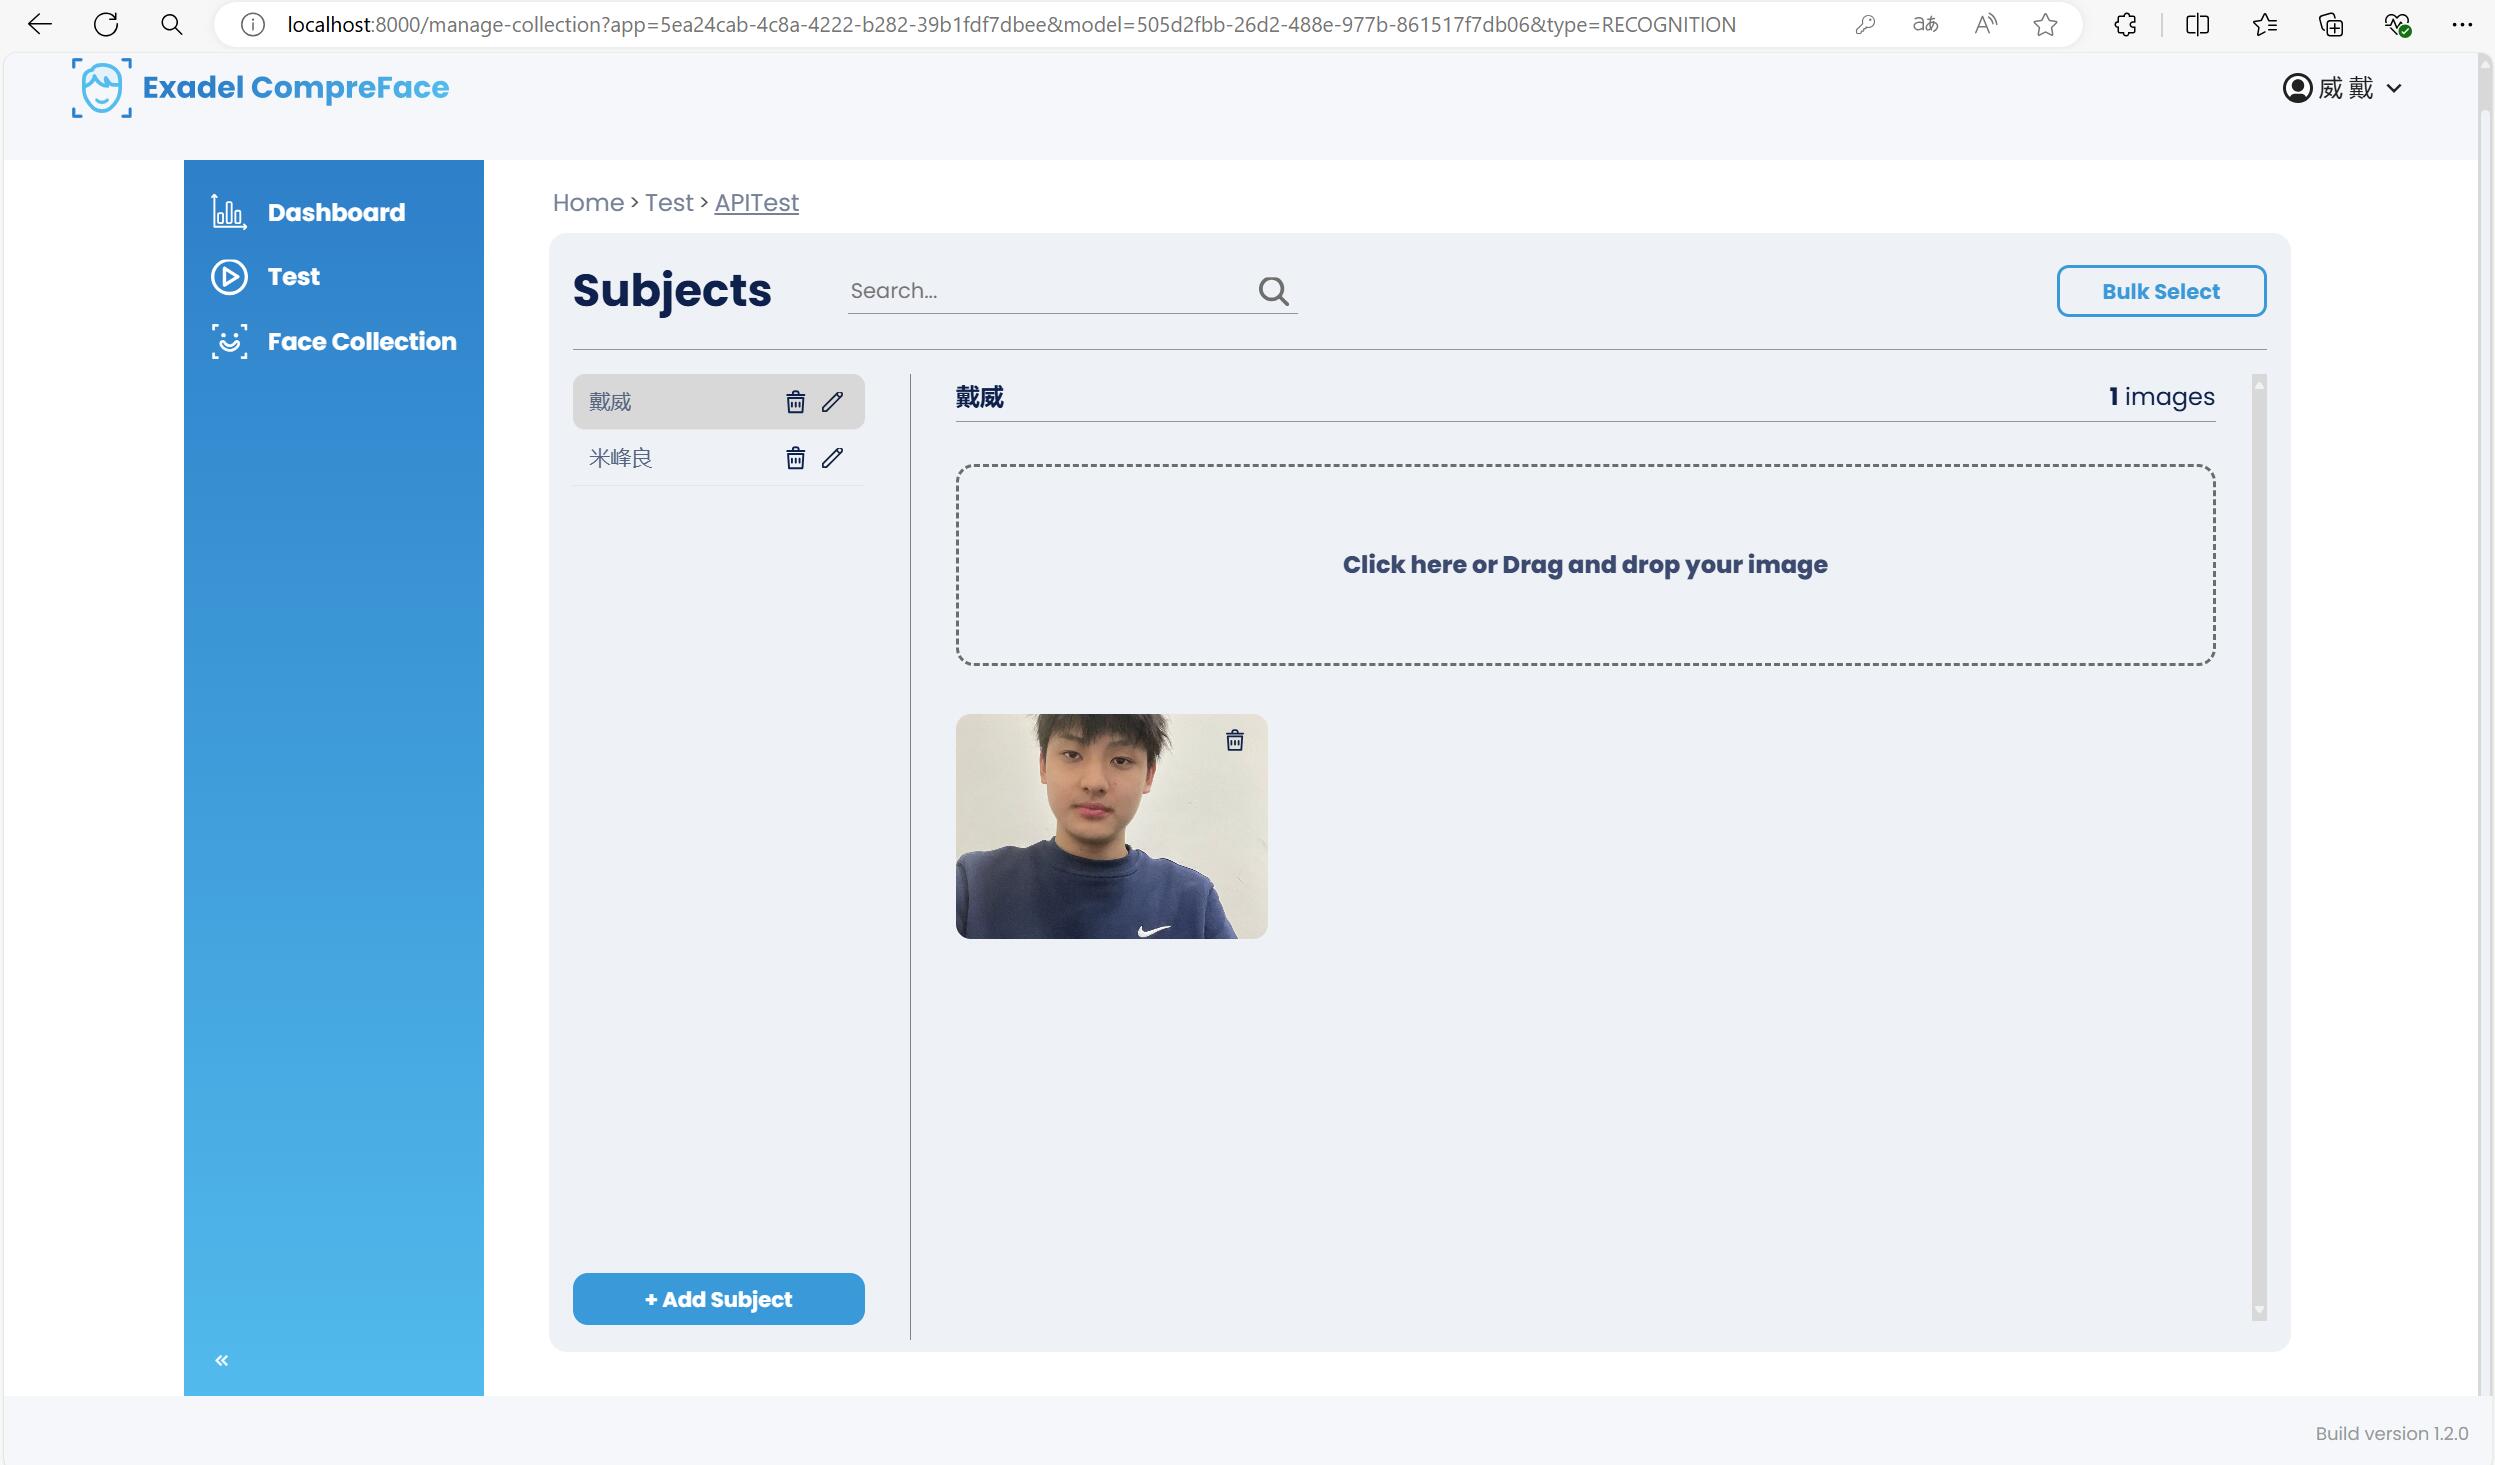 localhost:8000/manage-collection?app=5ea24cab-4c8a-4222-b282-39b1fdf7dbee&model=505d2fbb-26d2-488e-977b-861517f7db06&type=RECOGNITION
Exadel CompreFace
威 戴
Dashboard
Test
Face Collection
Home > Test > APITest
Subjects
Search...
Bulk Select
戴威
米峰良
戴威
1 images
Click here or Drag and drop your image
+ Add Subject
«
Build version 1.2.0